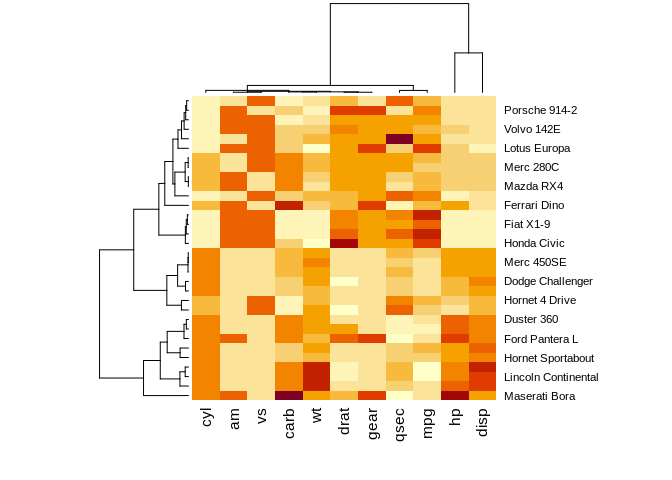 Porsche 914-2
Volvo 142E
Lotus Europa
Merc 280C
Mazda RX4
Ferrari Dino
Fiat X1-9
Honda Civic
Merc 450SE
Dodge Challenger
Hornet 4 Drive
Duster 360
Ford Pantera L
Hornet Sportabout
Lincoln Continental
Maserati Bora
cyl
am
vs
carb
wt
drat
gear
qsec
mpg
hp
disp